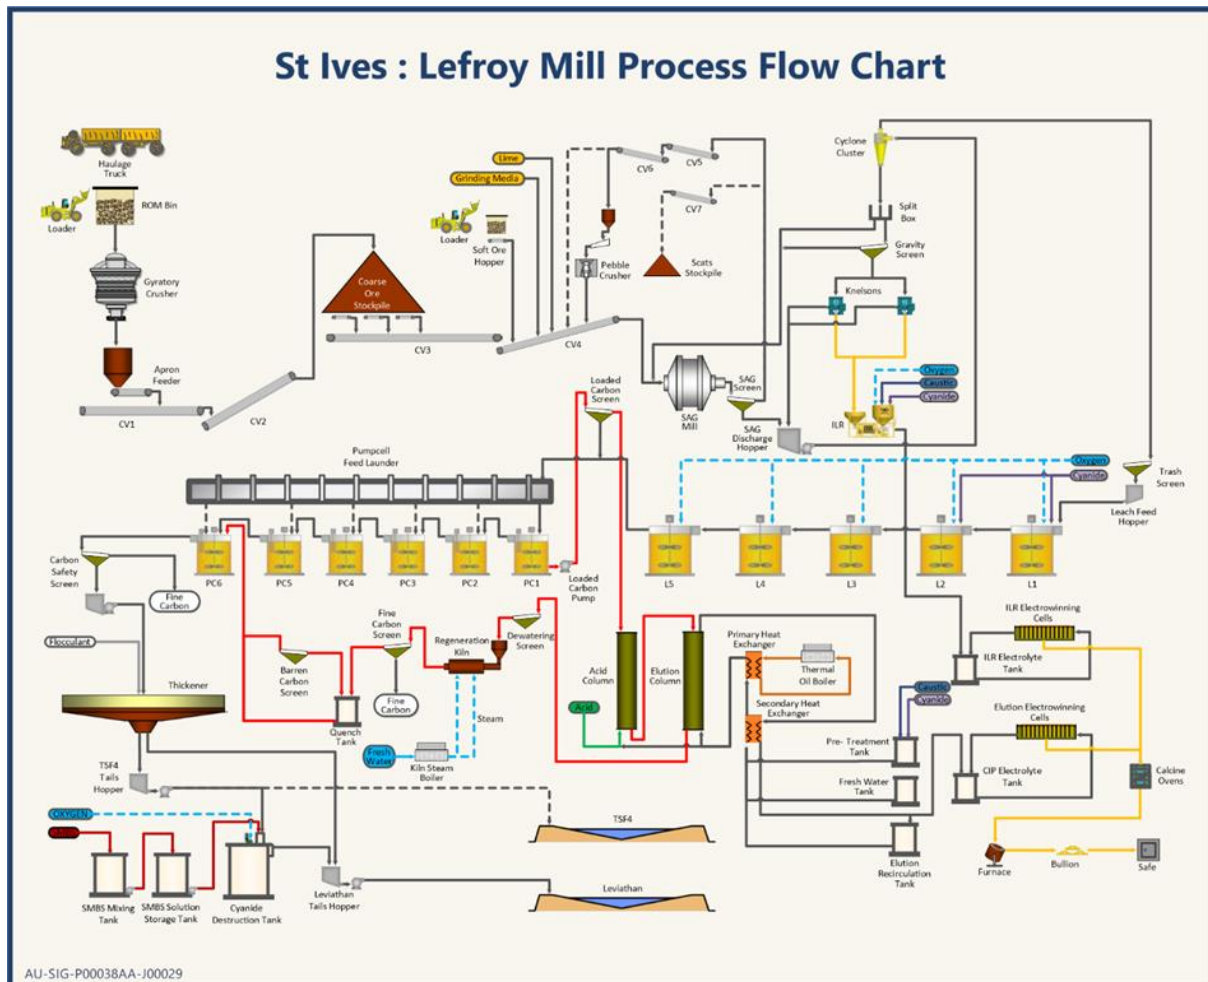 St Ives : Lefroy Mill Process Flow Chart
Haulage
Truck
Loader
ROM Bin
Gyratory
Crusher
Apron
Feeder
CV1
CV2
Coarse
Ore
Stockpile
CV3
Lime
Grinding Media
Loader
Soft Ore
Hopper
CV4
CV6
CV5
CV7
Pebble
Crusher
Scats
Stockpile
Cyclone
Cluster
Split
Box
Gravity
Screen
Knelsons
Oxygen
Caustic
Cyanide
ILR
SAG
Mill
SAG
Screen
SAG
Discharge
Hopper
Loaded
Carbon
Screen
Pumpcell
Feed Launder
Oxygen
Cyanide
Trash
Screen
Leach Feed
Hopper
Carbon
Safety
Screen
Fine
Carbon
PC6
PC5
PC4
PC3
PC2
PC1
Loaded
Carbon
Pump
L5
L4
L3
L2
L1
Flocculant
Thickener
Barren
Carbon
Screen
Quench
Tank
Fine
Carbon
Screen
Fine
Carbon
Regeneration
Kiln
Dewatering
Screen
Steam
Fresh
Water
Kiln Steam
Boiler
Acid
Column
Acid
Elution
Column
Primary Heat
Exchanger
Thermal
Oil Boiler
Secondary Heat
Exchanger
Caustic
Cyanide
Pre- Treatment
Tank
Fresh Water
Tank
Elution
Recirculation
Tank
ILR Electrowinning
Cells
ILR Electrolyte
Tank
Elution Electrowinning
Cells
CIP Electrolyte
Tank
Calcine
Ovens
Furnace
Bullion
Safe
TSF4
Tails
Hopper
OXYGEN
SMBS Mixing
Tank
SMBS Solution
Storage Tank
Cyanide
Destruction Tank
Leviathan
Tails Hopper
TSF4
Leviathan
AU-SIG-P00038AA-J00029